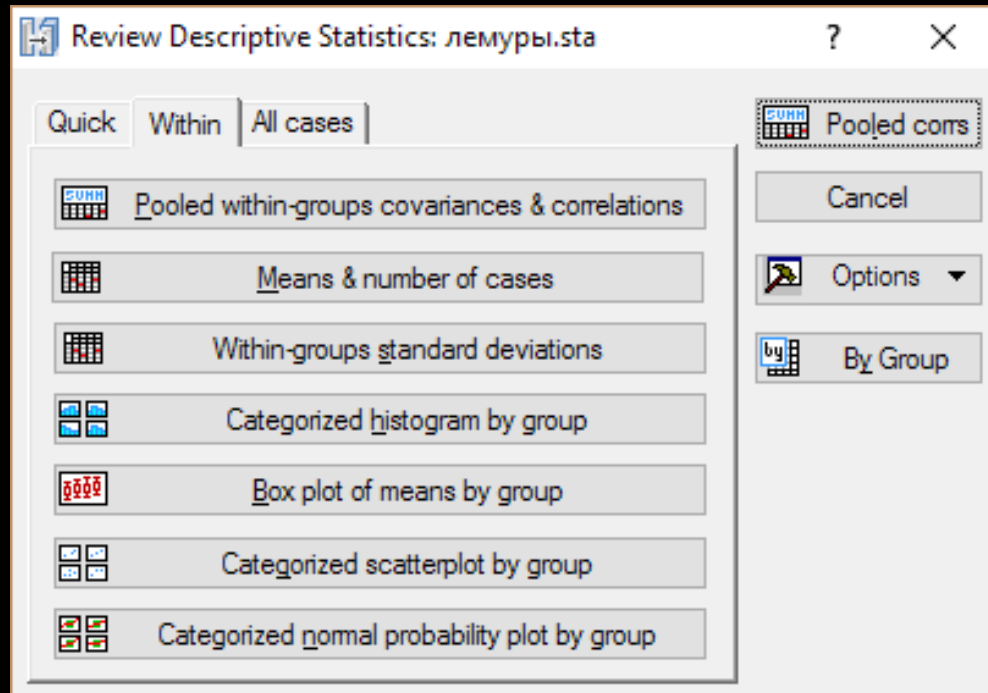 Review Descriptive Statistics: лемуры.sta ? ×
Quick Within All cases
Pooled within-groups covariances & correlations
Means & number of cases
Within-groups standard deviations
Categorized histogram by group
Box plot of means by group
Categorized scatterplot by group
Categorized normal probability plot by group
SUMM Pooled corrs
Cancel
Options
by By Group